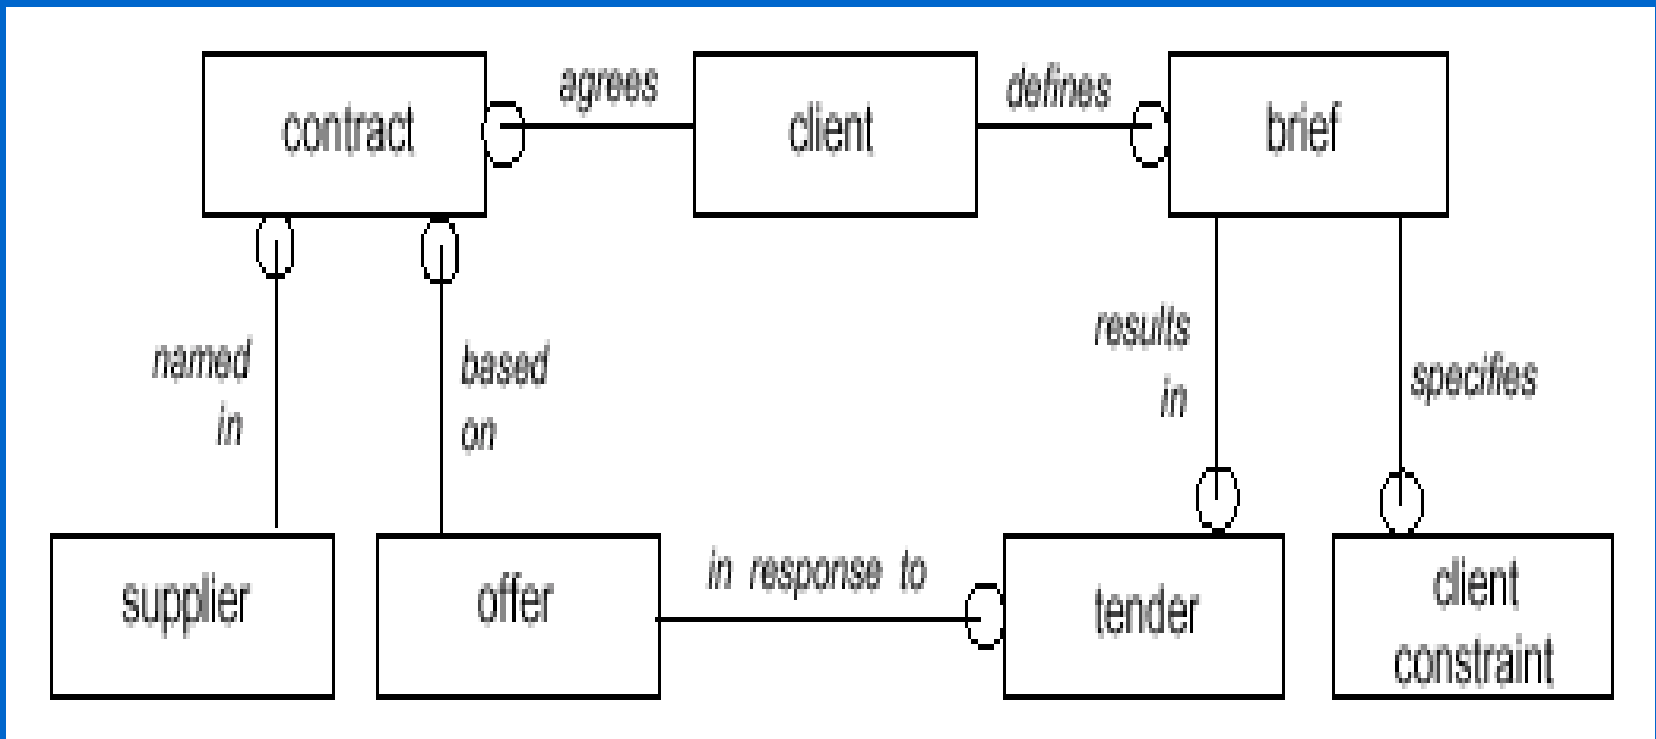 agrees
defines
contract
client
brief
results
in
named
in
based
on
specifies
in response to
supplier
offer
tender
client
constraint